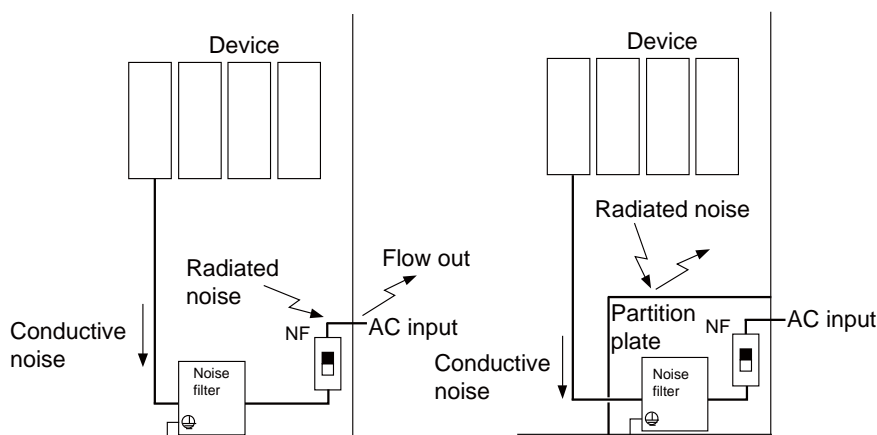 Device
Radiated
noise
Flow out
Conductive
noise
NF
AC input
Noise
filter
Device
Radiated noise
Partition
plate
NF
AC input
Conductive
noise
Noise
filter